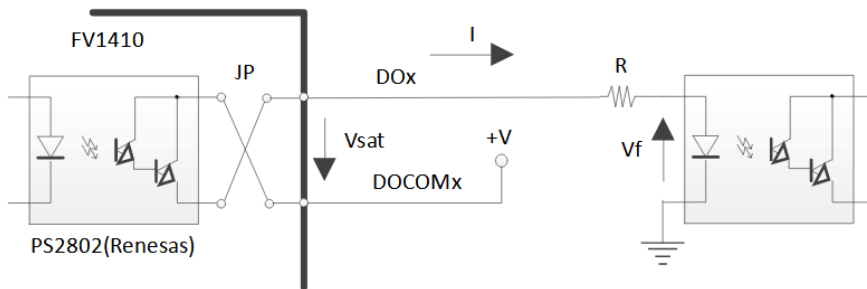 FV1410
JP
DOx
I
R
Vsat
+V
Vf
DOCOMx
PS2802(Renesas)